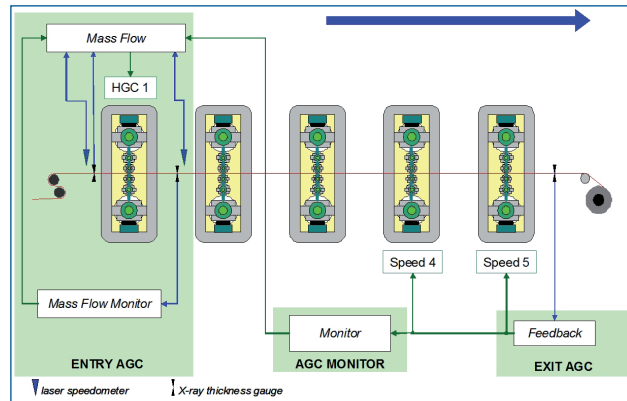 Mass Flow
HGC 1
Speed 4
Speed 5
Mass Flow Monitor
Monitor
Feedback
ENTRY AGC
AGC MONITOR
EXIT AGC
laser speedometer
X-ray thickness gauge